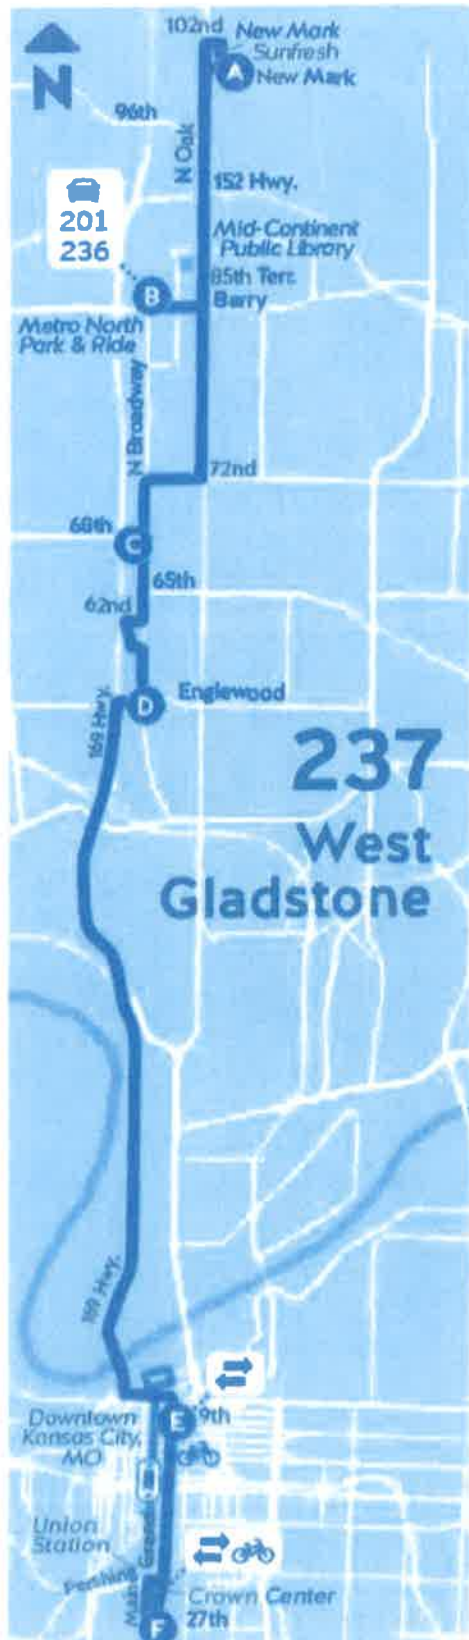 102nd New Mark
Sunfresh
A
New Mark
N
96th
N Oak
152 Hwy.
201
236
Mid-Continent
Public Library
85th Terr.
B
Barry
Metro North
Park & Ride
N Broadway
72nd
68th
C
65th
62nd
D
Englewood
169 Hwy.
237
West
Gladstone
169 Hwy.
E
9th
Downtown
Kansas City,
MO
Union
Station
Grand
Pershing
Main
Crown Center
27th
F